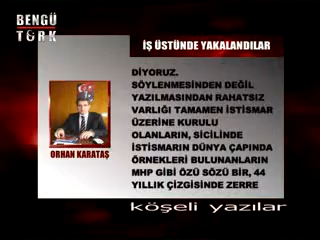 BENGÜ
TÜRK
İŞ ÜSTÜNDE YAKALANDILAR
DİYORUZ.
SÖYLENMESİNDEN DEĞİL
YAZILMASINDAN RAHATSIZ
VARLIĞI TAMAMEN İSTİSMAR
ÜZERİNE KURULU
OLANLARIN, SİCİLİNDE
İSTİSMARIN DÜNYA ÇAPINDA
ÖRNEKLERİ BULUNANLARIN
MHP GİBİ ÖZÜ SÖZÜ BİR, 44
YILLIK ÇİZGİSİNDE ZERRE
ORHAN KARATAŞ
köşeli yazılar